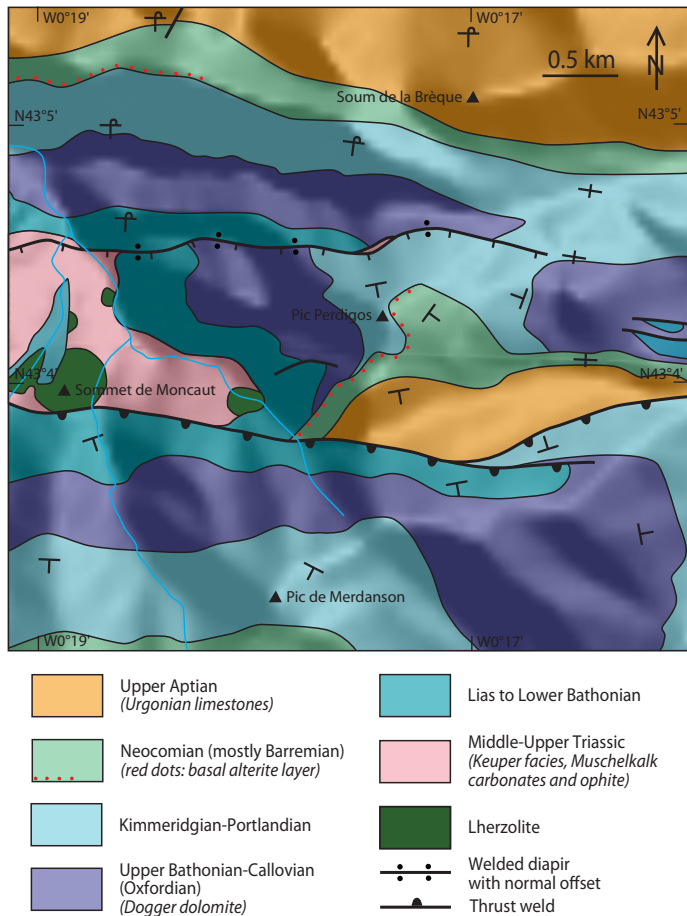 W0°19'
W0°17'
0.5 km
N
Soum de la Brèque
N43°5'
N43°5'
Pic Perdigos
N43°4'
N43°4'
Sommet de Moncaut
Pic de Merdanson
W0°19'
W0°17'
Upper Aptian
(Urgonian limestones)
Neocomian (mostly Barremian)
(red dots: basal alterite layer)
Kimmeridgian-Portlandian
Upper Bathonian-Callovian
(Oxfordian)
(Dogger dolomite)
Lias to Lower Bathonian
Middle-Upper Triassic
(Keuper facies, Muschelkalk
carbonates and ophite)
Lherzolite
Welded diapir
with normal offset
Thrust weld